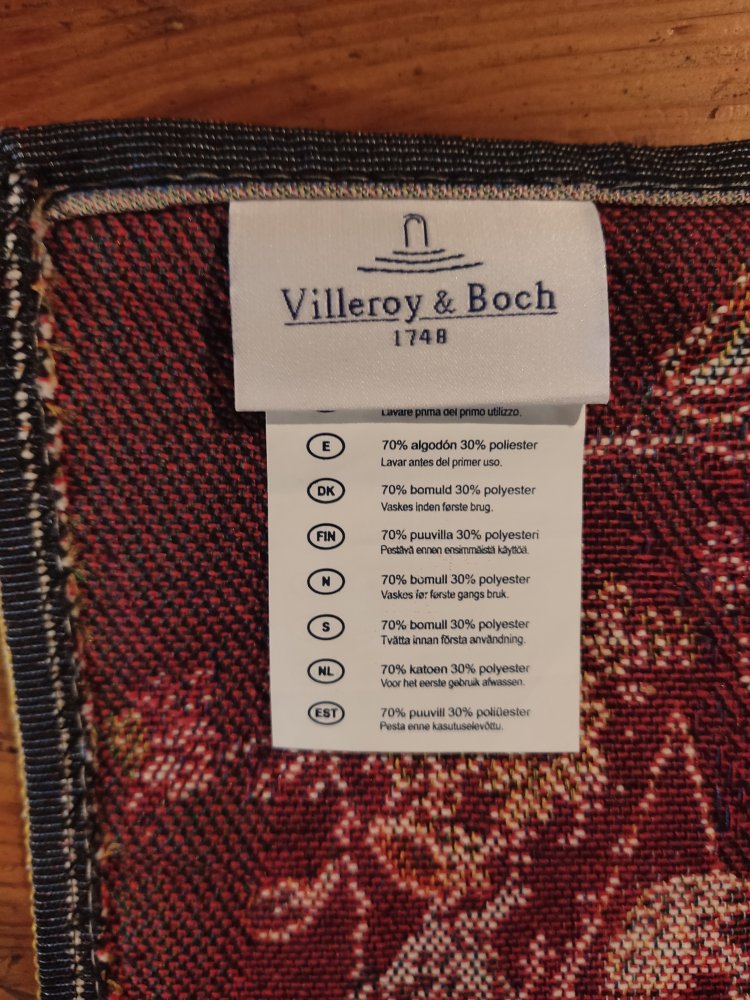 Villeroy & Boch
1748
Lavare prima del primo utilizzo.
E 70% algodón 30% poliester
Lavar antes del primer uso.
DK 70% bomuld 30% polyester
Vaskes inden første brug.
FIN 70% puuvilla 30% polyesteri
Pestävä ennen ensimmäistä käyttöä.
N 70% bomull 30% polyester
Vaskes før første gangs bruk.
S 70% bomull 30% polyester
Tvätta innan första användning.
NL 70% katoen 30% polyester
Voor het eerste gebruik afwassen.
EST 70% puuvill 30% poliüester
Pesta enne kasutuselevõttu.